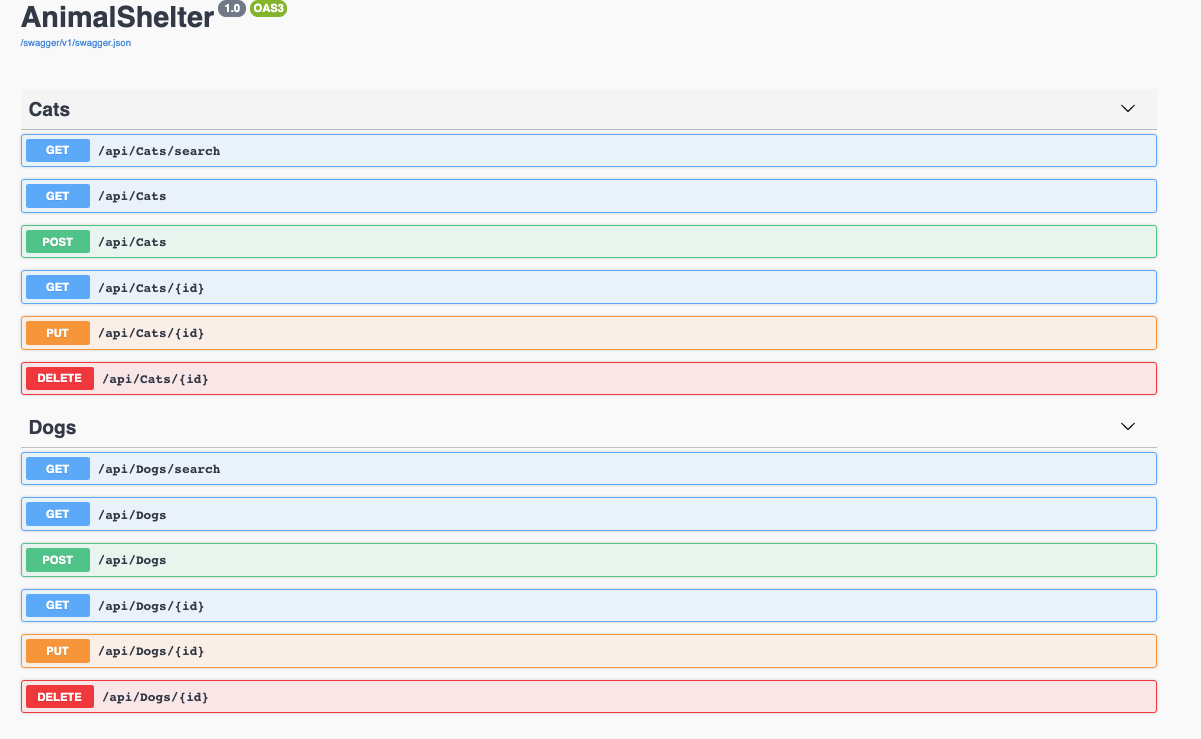 AnimalShelter 1.0 OAS3
/swagger/v1/swagger.json
Cats
GET /api/Cats/search
GET /api/Cats
POST /api/Cats
GET /api/Cats/{id}
PUT /api/Cats/{id}
DELETE /api/Cats/{id}
Dogs
GET /api/Dogs/search
GET /api/Dogs
POST /api/Dogs
GET /api/Dogs/{id}
PUT /api/Dogs/{id}
DELETE /api/Dogs/{id}